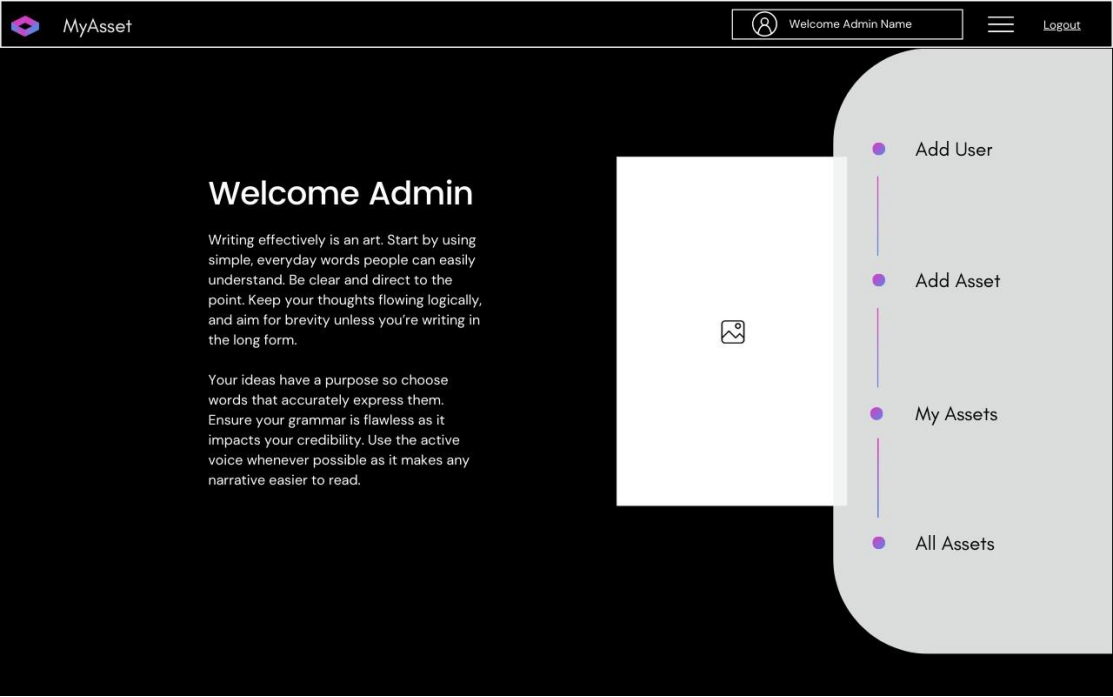 MyAsset
Welcome Admin Name
Logout
Welcome Admin
Writing effectively is an art. Start by using
simple, everyday words people can easily
understand. Be clear and direct to the
point. Keep your thoughts flowing logically,
and aim for brevity unless you’re writing in
the long form.
Your ideas have a purpose so choose
words that accurately express them.
Ensure your grammar is flawless as it
impacts your credibility. Use the active
voice whenever possible as it makes any
narrative easier to read.
Add User
Add Asset
My Assets
All Assets